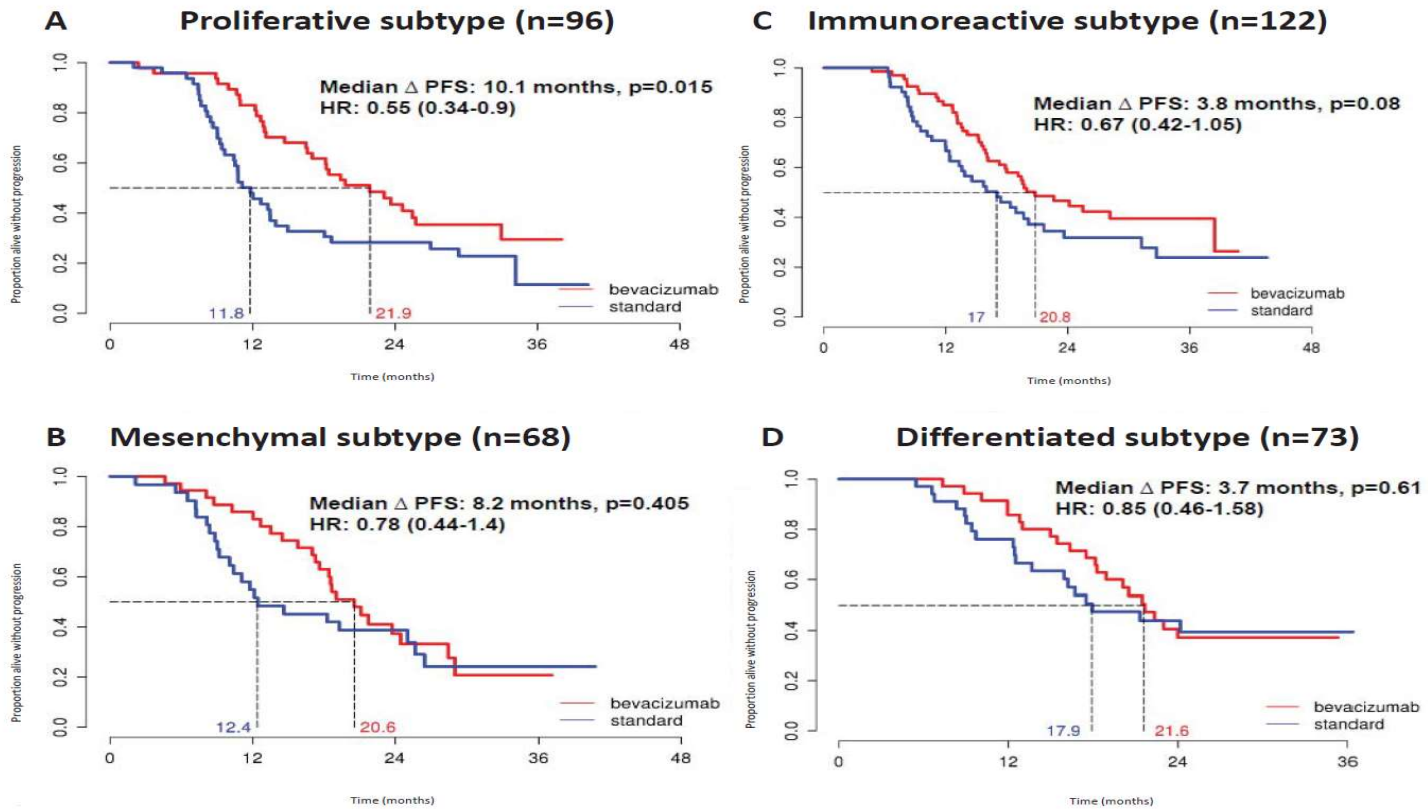 A Proliferative subtype (n=96)
Proportion alive without progression
1.0
0.8
0.6
0.4
0.2
0.0
Median Δ PFS: 10.1 months, p=0.015
HR: 0.55 (0.34-0.9)
11.8
21.9
bevacizumab
standard
0 12 24 36 48
Time (months)
C Immunoreactive subtype (n=122)
Proportion alive without progression
1.0
0.8
0.6
0.4
0.2
0.0
Median Δ PFS: 3.8 months, p=0.08
HR: 0.67 (0.42-1.05)
17
20.8
bevacizumab
standard
0 12 24 36 48
Time (months)
B Mesenchymal subtype (n=68)
Proportion alive without progression
1.0
0.8
0.6
0.4
0.2
0.0
Median Δ PFS: 8.2 months, p=0.405
HR: 0.78 (0.44-1.4)
12.4
20.6
bevacizumab
standard
0 12 24 36 48
Time (months)
D Differentiated subtype (n=73)
Proportion alive without progression
1.0
0.8
0.6
0.4
0.2
0.0
Median Δ PFS: 3.7 months, p=0.61
HR: 0.85 (0.46-1.58)
17.9
21.6
bevacizumab
standard
0 12 24 36
Time (months)